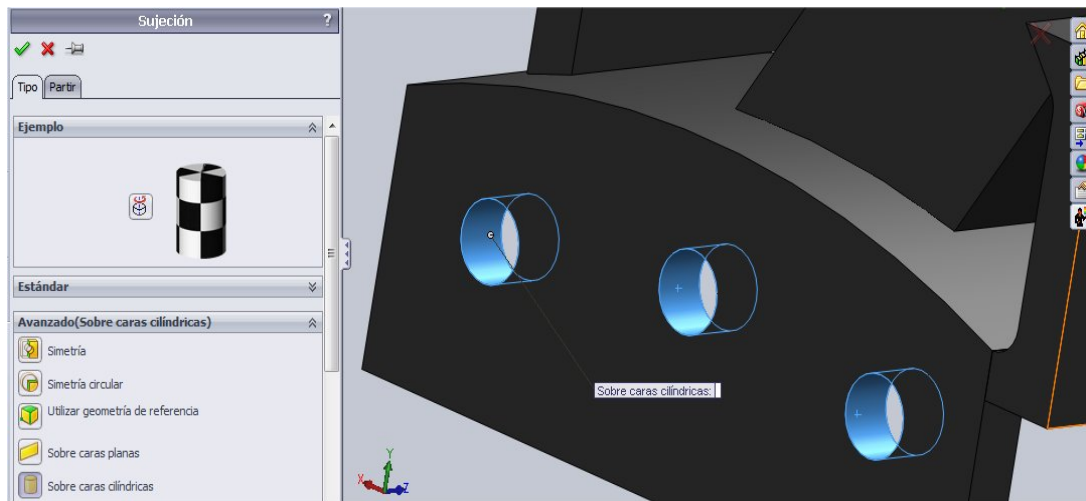 Sujeción
?
Tipo
Partir
Ejemplo
Estándar
Avanzado(Sobre caras cilíndricas)
Simetría
Simetría circular
Utilizar geometría de referencia
Sobre caras planas
Sobre caras cilíndricas
Sobre caras cilíndricas:
Y
X
Z